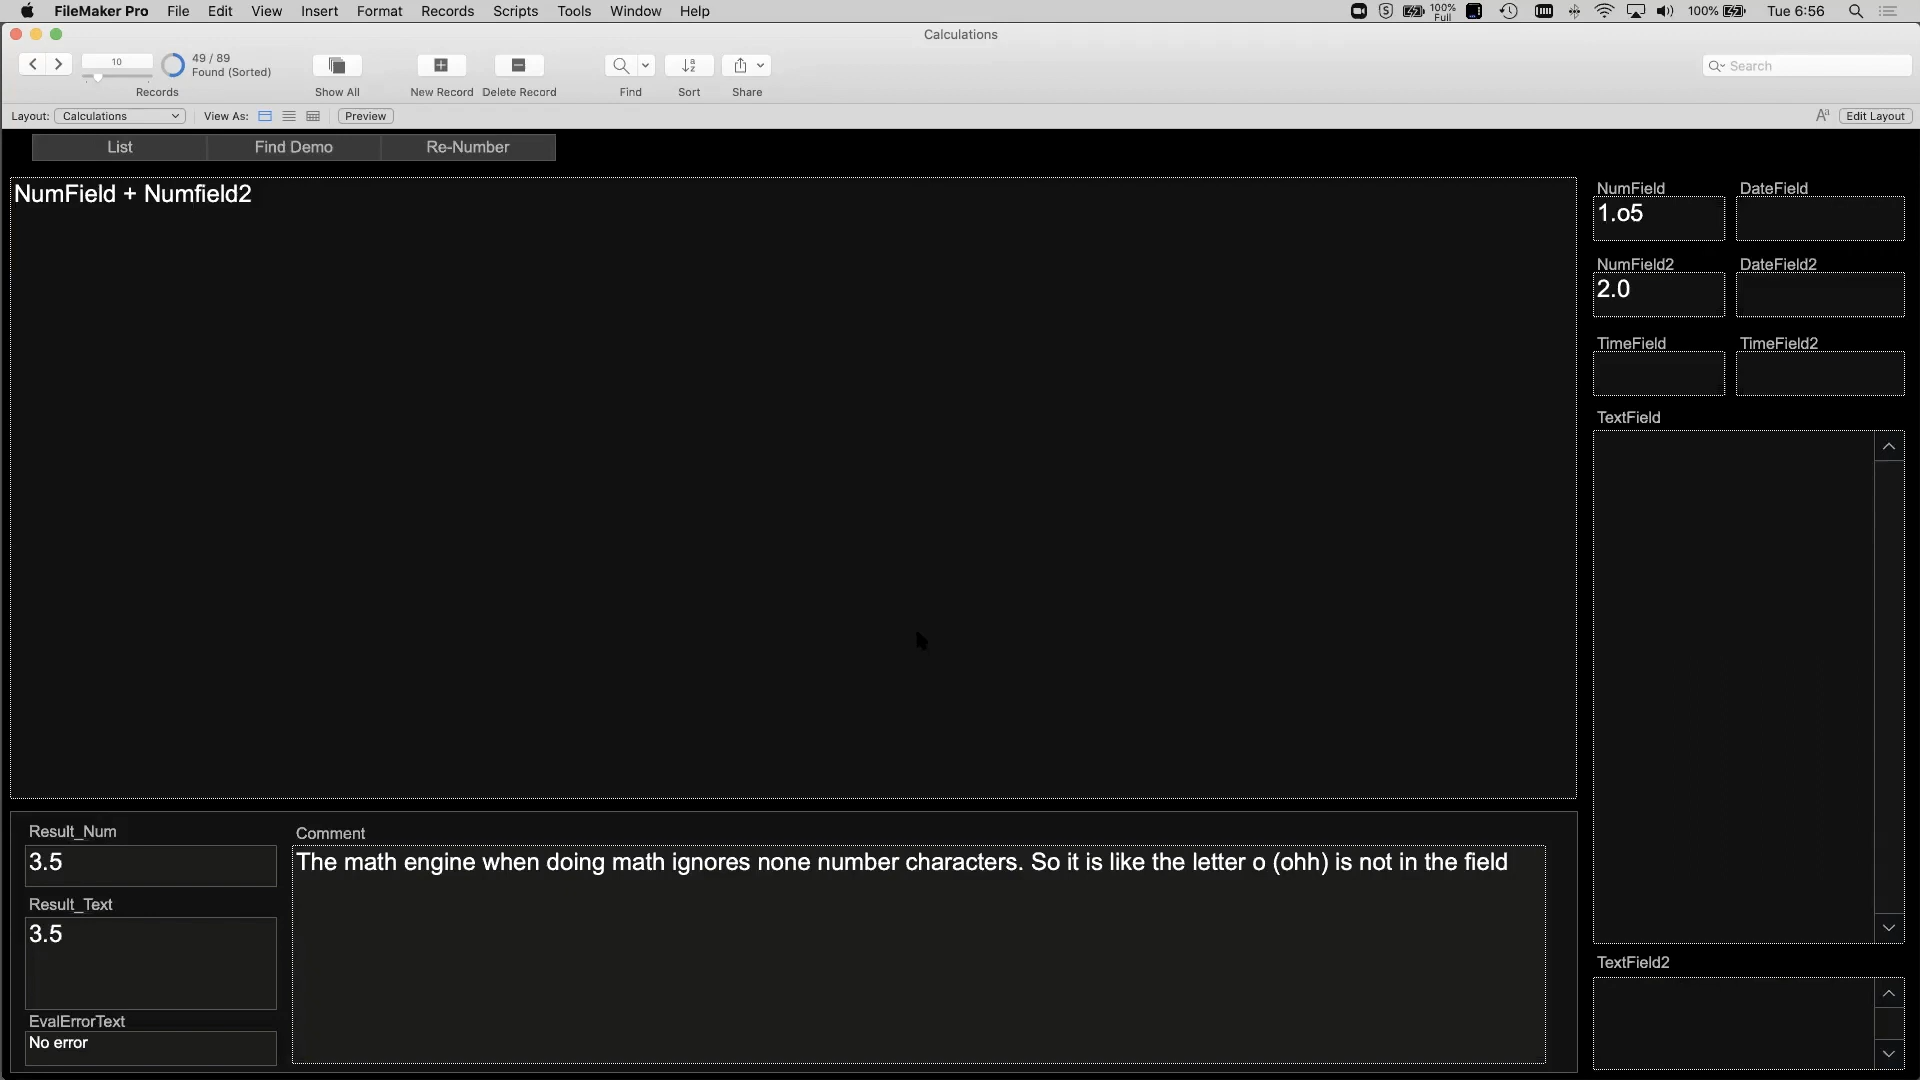 FileMaker Pro File Edit View Insert Format Records Scripts Tools Window Help 100% Full 100% Tue 6:56
Calculations
10 49 / 89 Found (Sorted)
Records Show All New Record Delete Record Find Sort Share Search
Layout: Calculations View As: Preview Aa Edit Layout
List Find Demo Re-Number
NumField + Numfield2
NumField DateField
1.o5
NumField2 DateField2
2.0
TimeField TimeField2
TextField
Result_Num
3.5
Result_Text
3.5
EvalErrorText
No error
Comment
The math engine when doing math ignores none number characters. So it is like the letter o (ohh) is not in the field
TextField2